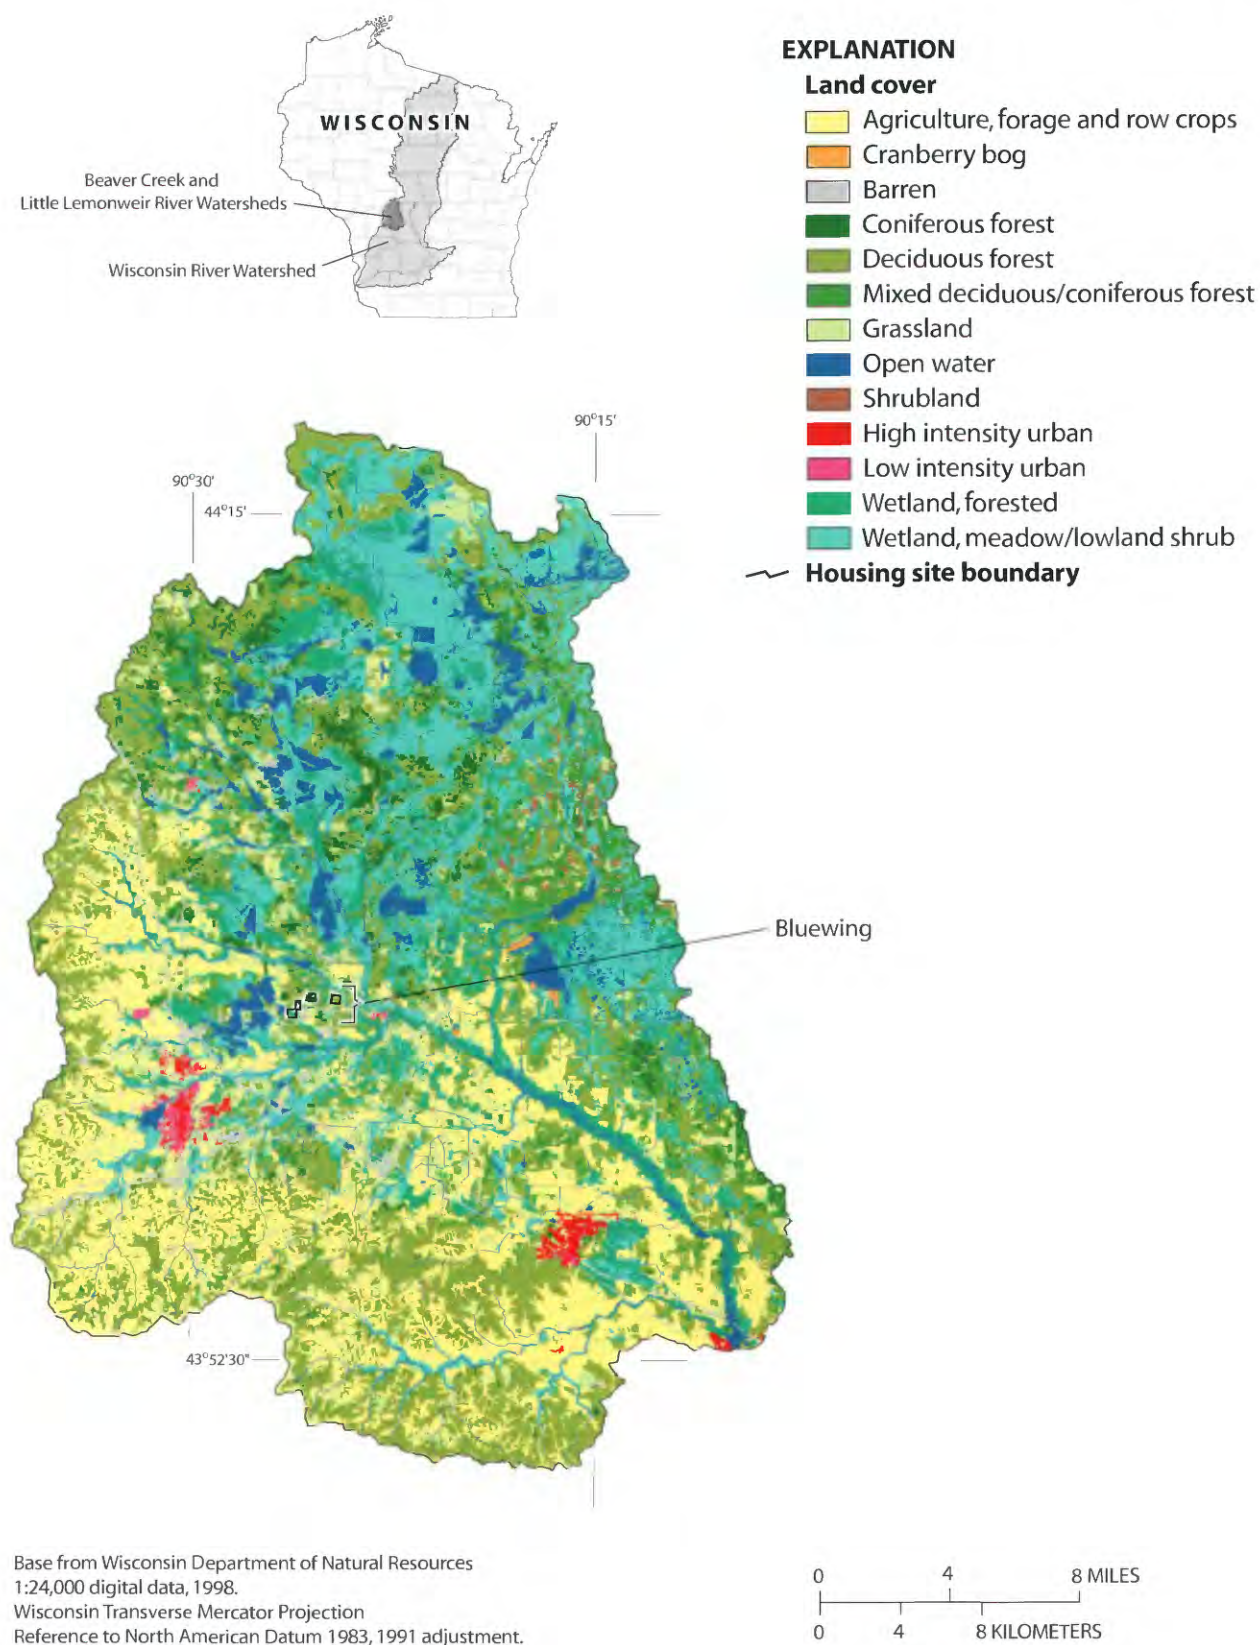 WISCONSIN
Beaver Creek and
Little Lemonweir River Watersheds
Wisconsin River Watershed
EXPLANATION
Land cover
Agriculture, forage and row crops
Cranberry bog
Barren
Coniferous forest
Deciduous forest
Mixed deciduous/coniferous forest
Grassland
Open water
Shrubland
High intensity urban
Low intensity urban
Wetland, forested
Wetland, meadow/lowland shrub
Housing site boundary
90°15'
90°30'
44°15'
Bluewing
43°52'30"
Base from Wisconsin Department of Natural Resources
1:24,000 digital data, 1998.
Wisconsin Transverse Mercator Projection
Reference to North American Datum 1983, 1991 adjustment.
0 4 8 MILES
0 4 8 KILOMETERS